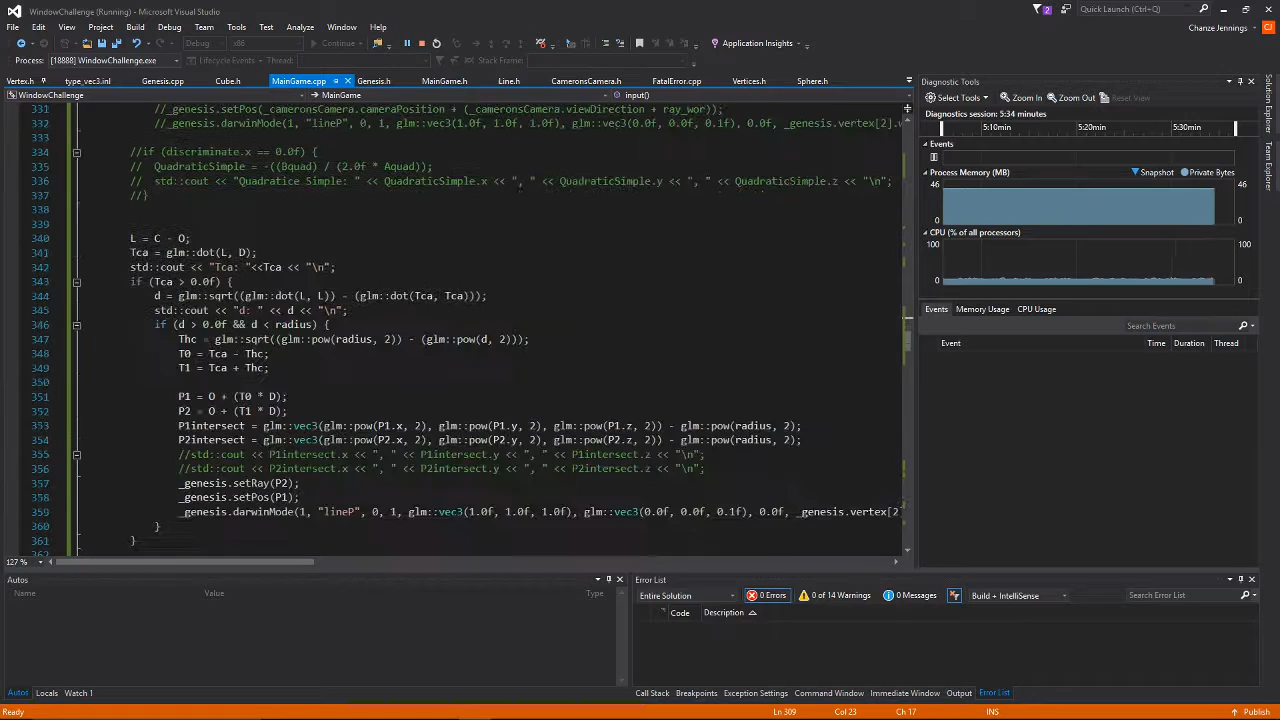 WindowChallenge (Running) - Microsoft Visual Studio
2
Quick Launch (Ctrl+Q)
File Edit View Project Build Debug Team Tools Test Analyze Window Help
Chanze Jennings
CJ
Debug x86 Continue Application Insights
Process: [18888] WindowChallenge.exe Lifecycle Events Thread: Stack Frame:
Vertex.h type_vec3.inl Genesis.cpp Cube.h MainGame.cpp Genesis.h MainGame.h Line.h CameronsCamera.h FatalError.cpp Vertices.h Sphere.h
WindowChallenge MainGame input()
331 //_genesis.setPos(_cameronsCamera.cameraPosition + (_cameronsCamera.viewDirection + ray_wor));
332 //_genesis.darwinMode(1, "lineP", 0, 1, glm::vec3(1.0f, 1.0f, 1.0f), glm::vec3(0.0f, 0.0f, 0.1f), 0.0f, _genesis.vertex[2].
333
334 //if (discriminate.x == 0.0f) {
335 // QuadraticSimple = -((Bquad) / (2.0f * Aquad));
336 // std::cout << "Quadratice Simple: " << QuadraticSimple.x << ", " << QuadraticSimple.y << ", " << QuadraticSimple.z << "\n";
337 //}
338
339
340 L = C - O;
341 Tca = glm::dot(L, D);
342 std::cout << "Tca: "<<Tca << "\n";
343 if (Tca > 0.0f) {
344 d = glm::sqrt((glm::dot(L, L)) - (glm::dot(Tca, Tca)));
345 std::cout << "d: " << d << "\n";
346 if (d > 0.0f && d < radius) {
347 Thc = glm::sqrt((glm::pow(radius, 2)) - (glm::pow(d, 2)));
348 T0 = Tca - Thc;
349 T1 = Tca + Thc;
350
351 P1 = O + (T0 * D);
352 P2 = O + (T1 * D);
353 P1intersect = glm::vec3(glm::pow(P1.x, 2), glm::pow(P1.y, 2), glm::pow(P1.z, 2)) - glm::pow(radius, 2);
354 P2intersect = glm::vec3(glm::pow(P2.x, 2), glm::pow(P2.y, 2), glm::pow(P2.z, 2)) - glm::pow(radius, 2);
355 //std::cout << P1intersect.x << ", " << P1intersect.y << ", " << P1intersect.z << "\n";
356 //std::cout << P2intersect.x << ", " << P2intersect.y << ", " << P2intersect.z << "\n";
357 _genesis.setRay(P2);
358 _genesis.setPos(P1);
359 _genesis.darwinMode(1, "lineP", 0, 1, glm::vec3(1.0f, 1.0f, 1.0f), glm::vec3(0.0f, 0.0f, 0.1f), 0.0f, _genesis.vertex[2]
360 }
361 }
362
127 %
Diagnostic Tools
Select Tools Zoom In Zoom Out Reset View
Diagnostics session: 5:34 minutes
5:10min 5:20min 5:30min
Events
Process Memory (MB) Snapshot Private Bytes
46 46
0 0
CPU (% of all processors)
100 100
0 0
Events Memory Usage CPU Usage
Search Events
Event Time Duration Thread
Solution Explorer
Team Explorer
Autos
Name Value Type
Autos Locals Watch 1
Error List
Entire Solution 0 Errors 0 of 14 Warnings 0 Messages Build + IntelliSense Search Error List
Code Description
Call Stack Breakpoints Exception Settings Command Window Immediate Window Output Error List
Ready Ln 309 Col 23 Ch 17 INS Publish